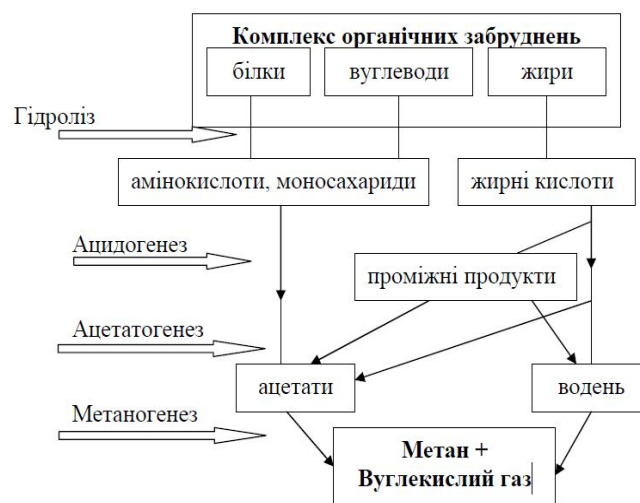 Комплекс органічних забруднень
білки
вуглеводи
жири
Гідроліз
амінокислоти, моносахариди
жирні кислоти
Ацидогенез
проміжні продукти
Ацетатогенез
ацетати
водень
Метаногенез
Метан +
Вуглекислий газ